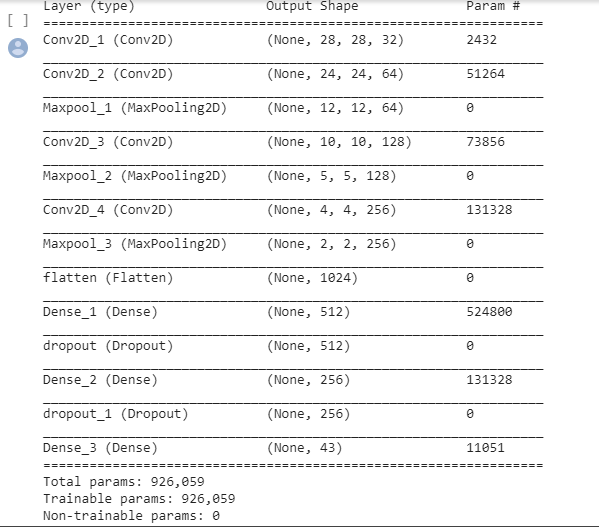 Layer (type) Output Shape Param #
=================================================================
[ ] Conv2D_1 (Conv2D) (None, 28, 28, 32) 2432
_________________________________________________________________
Conv2D_2 (Conv2D) (None, 24, 24, 64) 51264
_________________________________________________________________
Maxpool_1 (MaxPooling2D) (None, 12, 12, 64) 0
_________________________________________________________________
Conv2D_3 (Conv2D) (None, 10, 10, 128) 73856
_________________________________________________________________
Maxpool_2 (MaxPooling2D) (None, 5, 5, 128) 0
_________________________________________________________________
Conv2D_4 (Conv2D) (None, 4, 4, 256) 131328
_________________________________________________________________
Maxpool_3 (MaxPooling2D) (None, 2, 2, 256) 0
_________________________________________________________________
flatten (Flatten) (None, 1024) 0
_________________________________________________________________
Dense_1 (Dense) (None, 512) 524800
_________________________________________________________________
dropout (Dropout) (None, 512) 0
_________________________________________________________________
Dense_2 (Dense) (None, 256) 131328
_________________________________________________________________
dropout_1 (Dropout) (None, 256) 0
_________________________________________________________________
Dense_3 (Dense) (None, 43) 11051
=================================================================
Total params: 926,059
Trainable params: 926,059
Non-trainable params: 0